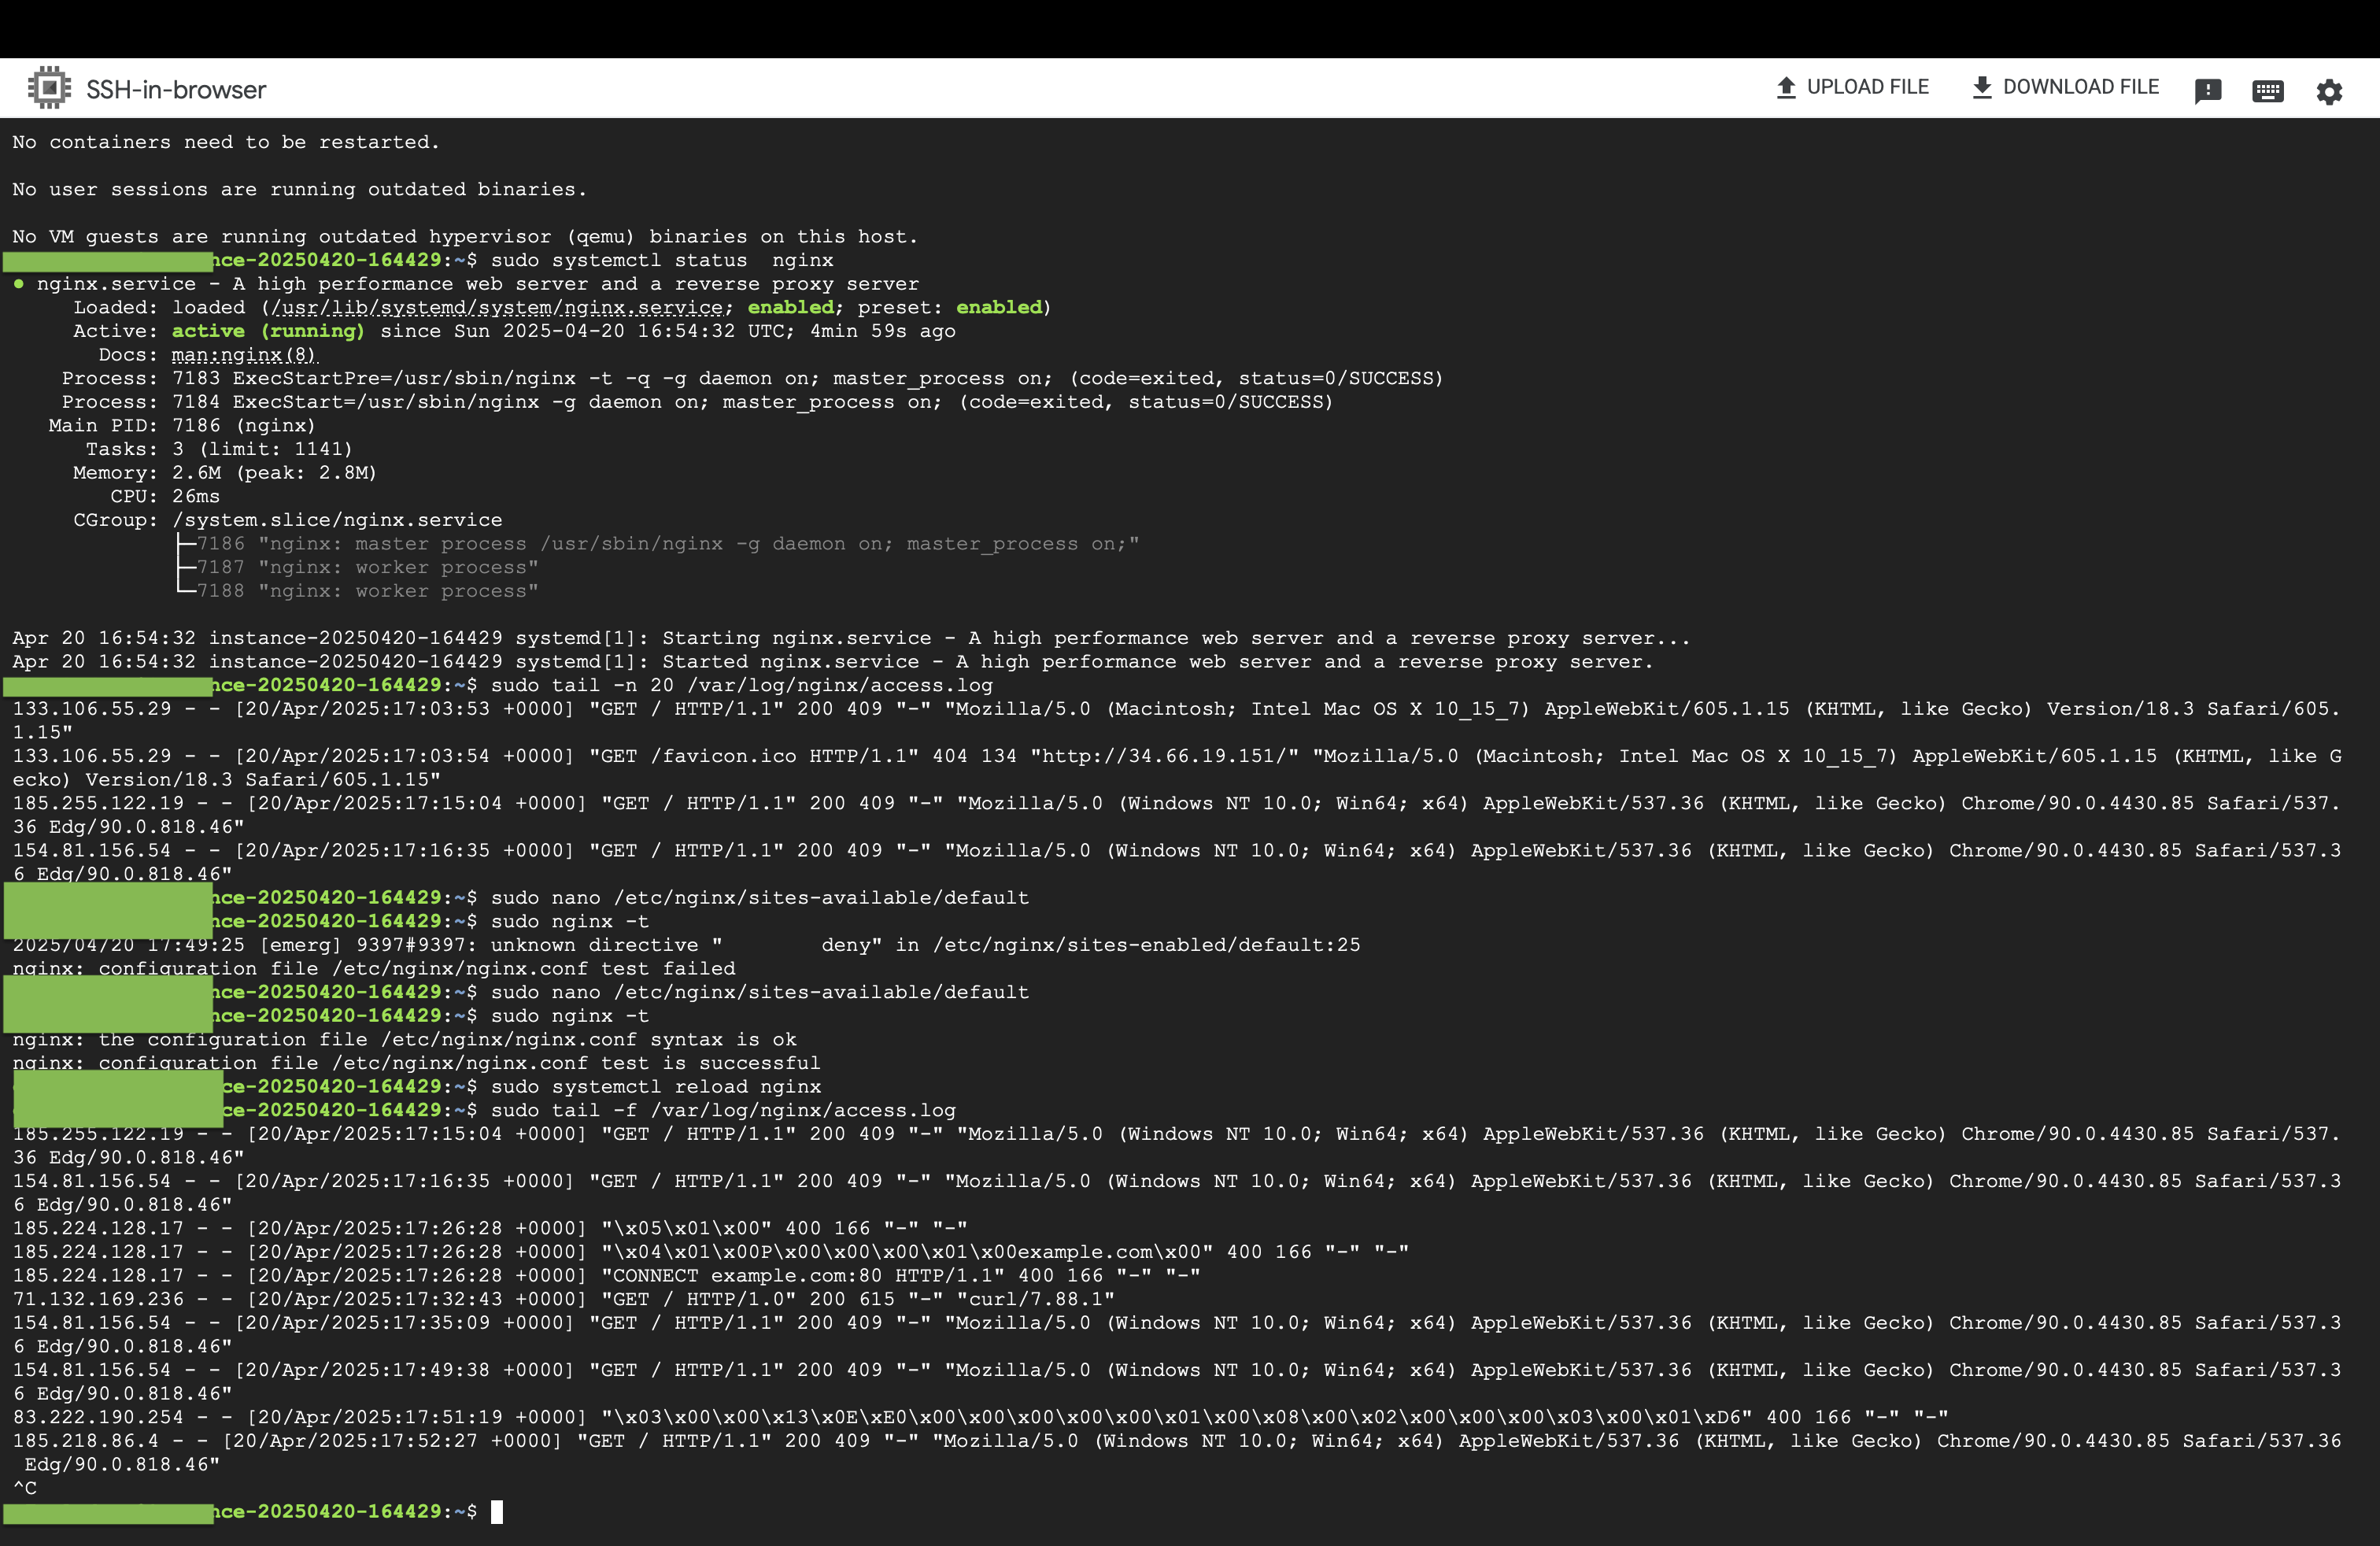 SSH-in-browser
UPLOAD FILE
DOWNLOAD FILE
No containers need to be restarted.
No user sessions are running outdated binaries.
No VM guests are running outdated hypervisor (qemu) binaries on this host.
nce-20250420-164429:~$ sudo systemctl status  nginx
● nginx.service - A high performance web server and a reverse proxy server
Loaded: loaded (/usr/lib/systemd/system/nginx.service; enabled; preset: enabled)
Active: active (running) since Sun 2025-04-20 16:54:32 UTC; 4min 59s ago
Docs: man:nginx(8)
Process: 7183 ExecStartPre=/usr/sbin/nginx -t -q -g daemon on; master_process on; (code=exited, status=0/SUCCESS)
Process: 7184 ExecStart=/usr/sbin/nginx -g daemon on; master_process on; (code=exited, status=0/SUCCESS)
Main PID: 7186 (nginx)
Tasks: 3 (limit: 1141)
Memory: 2.6M (peak: 2.8M)
CPU: 26ms
CGroup: /system.slice/nginx.service
├─7186 "nginx: master process /usr/sbin/nginx -g daemon on; master_process on;"
├─7187 "nginx: worker process"
└─7188 "nginx: worker process"
Apr 20 16:54:32 instance-20250420-164429 systemd[1]: Starting nginx.service - A high performance web server and a reverse proxy server...
Apr 20 16:54:32 instance-20250420-164429 systemd[1]: Started nginx.service - A high performance web server and a reverse proxy server.
nce-20250420-164429:~$ sudo tail -n 20 /var/log/nginx/access.log
133.106.55.29 - - [20/Apr/2025:17:03:53 +0000] "GET / HTTP/1.1" 200 409 "-" "Mozilla/5.0 (Macintosh; Intel Mac OS X 10_15_7) AppleWebKit/605.1.15 (KHTML, like Gecko) Version/18.3 Safari/605.
1.15"
133.106.55.29 - - [20/Apr/2025:17:03:54 +0000] "GET /favicon.ico HTTP/1.1" 404 134 "http://34.66.19.151/" "Mozilla/5.0 (Macintosh; Intel Mac OS X 10_15_7) AppleWebKit/605.1.15 (KHTML, like G
ecko) Version/18.3 Safari/605.1.15"
185.255.122.19 - - [20/Apr/2025:17:15:04 +0000] "GET / HTTP/1.1" 200 409 "-" "Mozilla/5.0 (Windows NT 10.0; Win64; x64) AppleWebKit/537.36 (KHTML, like Gecko) Chrome/90.0.4430.85 Safari/537.
36 Edg/90.0.818.46"
154.81.156.54 - - [20/Apr/2025:17:16:35 +0000] "GET / HTTP/1.1" 200 409 "-" "Mozilla/5.0 (Windows NT 10.0; Win64; x64) AppleWebKit/537.36 (KHTML, like Gecko) Chrome/90.0.4430.85 Safari/537.3
6 Edg/90.0.818.46"
nce-20250420-164429:~$ sudo nano /etc/nginx/sites-available/default
nce-20250420-164429:~$ sudo nginx -t
2025/04/20 17:49:25 [emerg] 9397#9397: unknown directive "        deny" in /etc/nginx/sites-enabled/default:25
nginx: configuration file /etc/nginx/nginx.conf test failed
nce-20250420-164429:~$ sudo nano /etc/nginx/sites-available/default
nce-20250420-164429:~$ sudo nginx -t
nginx: the configuration file /etc/nginx/nginx.conf syntax is ok
nginx: configuration file /etc/nginx/nginx.conf test is successful
ce-20250420-164429:~$ sudo systemctl reload nginx
ce-20250420-164429:~$ sudo tail -f /var/log/nginx/access.log
185.255.122.19 - - [20/Apr/2025:17:15:04 +0000] "GET / HTTP/1.1" 200 409 "-" "Mozilla/5.0 (Windows NT 10.0; Win64; x64) AppleWebKit/537.36 (KHTML, like Gecko) Chrome/90.0.4430.85 Safari/537.
36 Edg/90.0.818.46"
154.81.156.54 - - [20/Apr/2025:17:16:35 +0000] "GET / HTTP/1.1" 200 409 "-" "Mozilla/5.0 (Windows NT 10.0; Win64; x64) AppleWebKit/537.36 (KHTML, like Gecko) Chrome/90.0.4430.85 Safari/537.3
6 Edg/90.0.818.46"
185.224.128.17 - - [20/Apr/2025:17:26:28 +0000] "\x05\x01\x00" 400 166 "-" "-"
185.224.128.17 - - [20/Apr/2025:17:26:28 +0000] "\x04\x01\x00P\x00\x00\x00\x01\x00example.com\x00" 400 166 "-" "-"
185.224.128.17 - - [20/Apr/2025:17:26:28 +0000] "CONNECT example.com:80 HTTP/1.1" 400 166 "-" "-"
71.132.169.236 - - [20/Apr/2025:17:32:43 +0000] "GET / HTTP/1.0" 200 615 "-" "curl/7.88.1"
154.81.156.54 - - [20/Apr/2025:17:35:09 +0000] "GET / HTTP/1.1" 200 409 "-" "Mozilla/5.0 (Windows NT 10.0; Win64; x64) AppleWebKit/537.36 (KHTML, like Gecko) Chrome/90.0.4430.85 Safari/537.3
6 Edg/90.0.818.46"
154.81.156.54 - - [20/Apr/2025:17:49:38 +0000] "GET / HTTP/1.1" 200 409 "-" "Mozilla/5.0 (Windows NT 10.0; Win64; x64) AppleWebKit/537.36 (KHTML, like Gecko) Chrome/90.0.4430.85 Safari/537.3
6 Edg/90.0.818.46"
83.222.190.254 - - [20/Apr/2025:17:51:19 +0000] "\x03\x00\x00\x13\x0E\xE0\x00\x00\x00\x00\x00\x01\x00\x08\x00\x02\x00\x00\x00\x03\x00\x01\xD6" 400 166 "-" "-"
185.218.86.4 - - [20/Apr/2025:17:52:27 +0000] "GET / HTTP/1.1" 200 409 "-" "Mozilla/5.0 (Windows NT 10.0; Win64; x64) AppleWebKit/537.36 (KHTML, like Gecko) Chrome/90.0.4430.85 Safari/537.36
Edg/90.0.818.46"
^C
nce-20250420-164429:~$